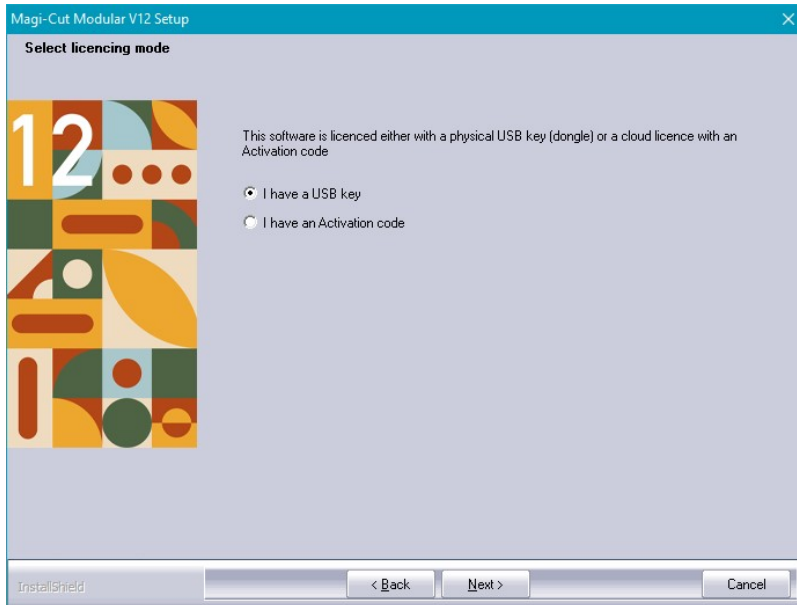 Magi-Cut Modular V12 Setup
Select licencing mode
12
This software is licenced either with a physical USB key (dongle) or a cloud licence with an
Activation code
I have a USB key
I have an Activation code
InstallShield
< Back
Next >
Cancel